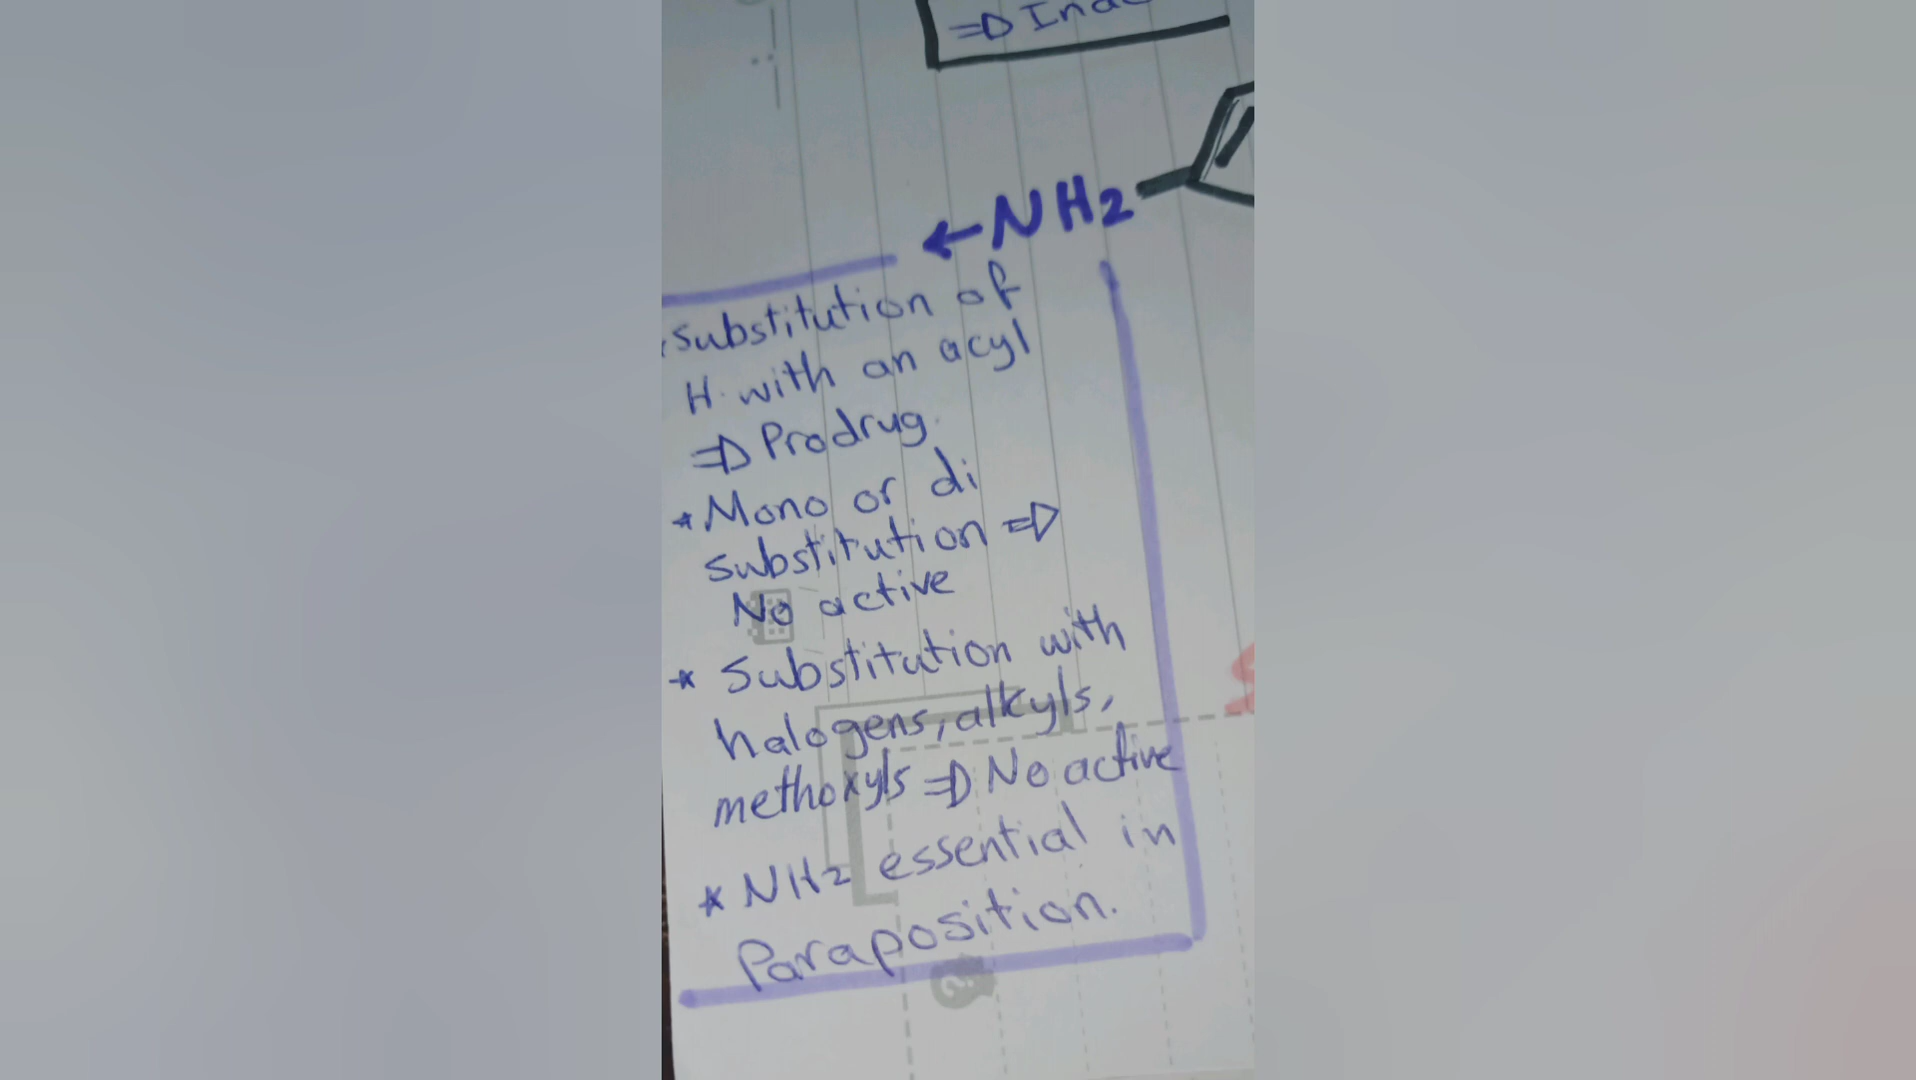 ⇒
← NH2
* Substitution of
H with an acyl
⇒ Prodrug.
* Mono or di
substitution ⇒
No active
* Substitution with
halogens, alkyls,
methoxyls ⇒ No active
* NH2 essential in
Paraposition.